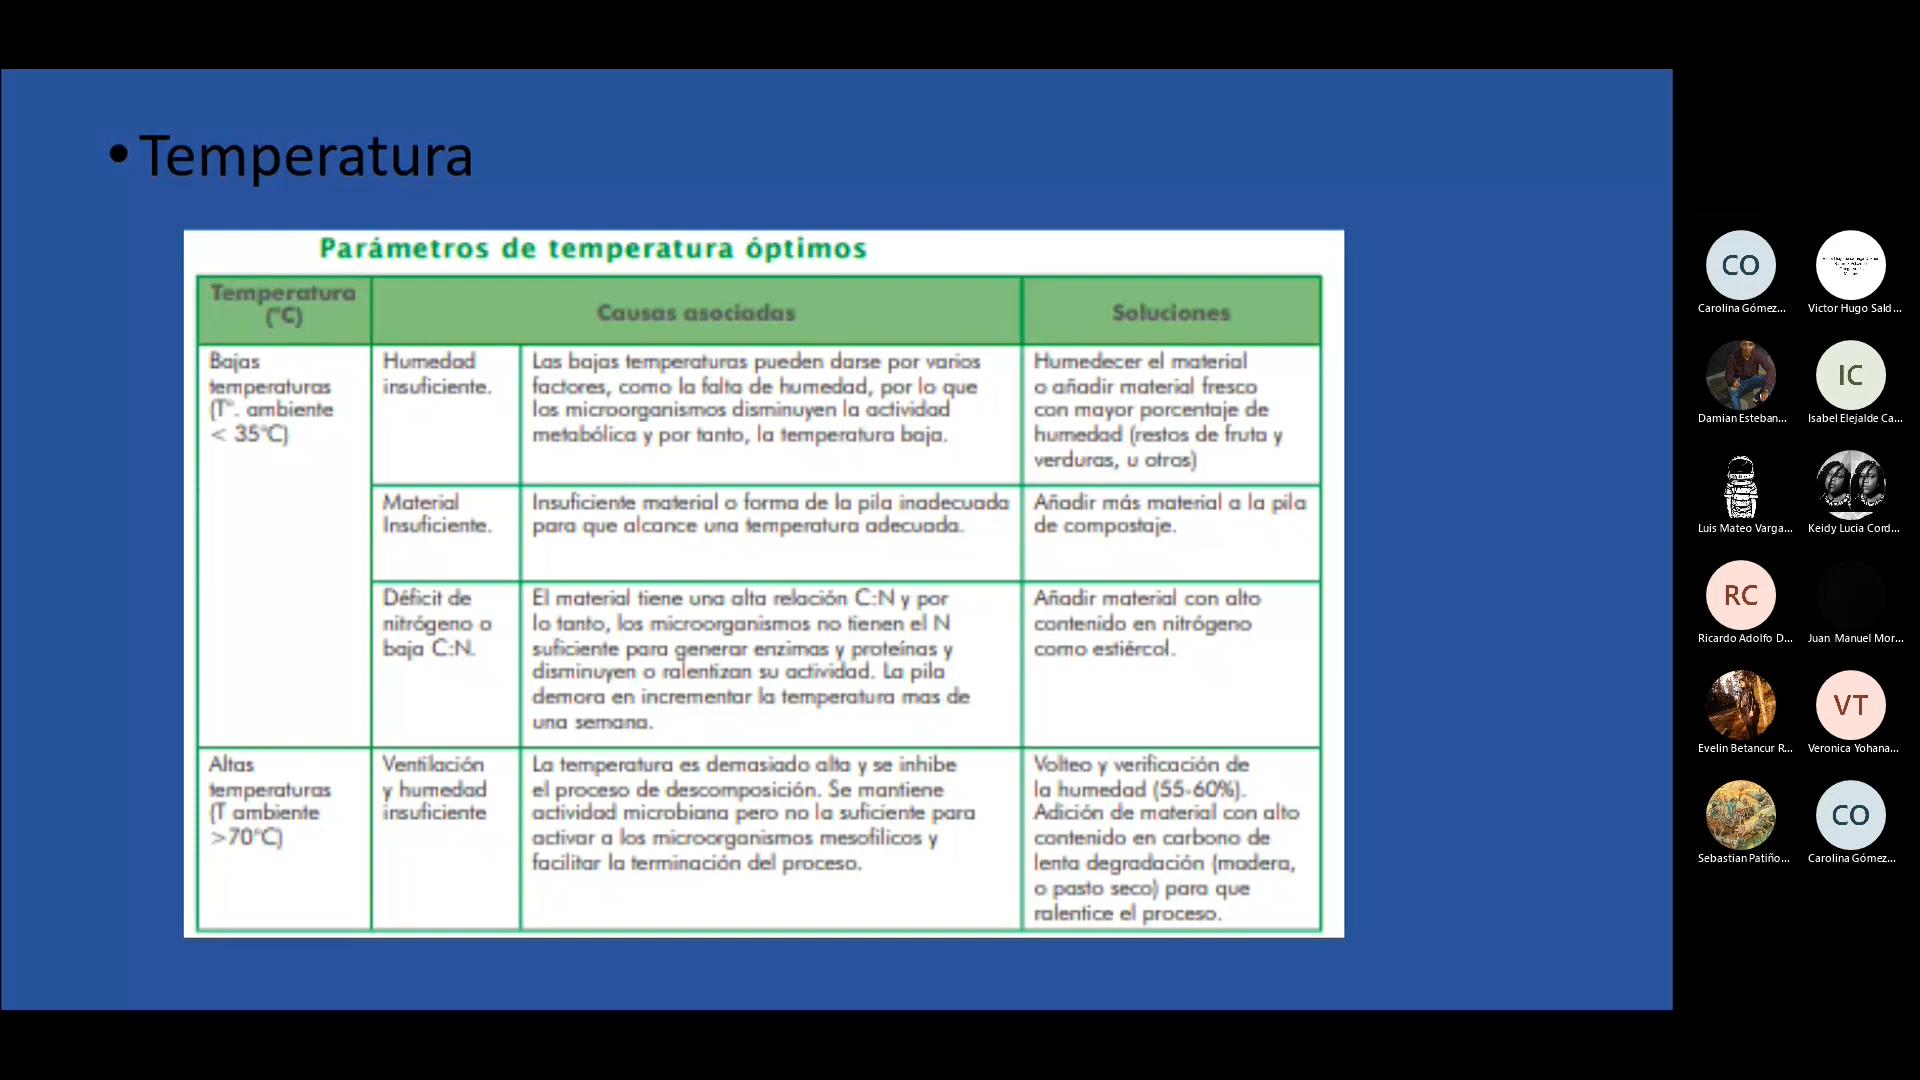 • Temperatura
Parámetros de temperatura óptimos
Temperatura
(°C)
Causas asociadas
Soluciones
Bajas
temperaturas
(T°. ambiente
< 35°C)
Humedad
insuficiente.
Las bajas temperaturas pueden darse por varios
factores, como la falta de humedad, por lo que
los microorganismos disminuyen la actividad
metabólica y por tanto, la temperatura baja.
Humedecer el material
o añadir material fresco
con mayor porcentaje de
humedad (restos de fruta y
verduras, u otros)
Material
Insuficiente.
Insuficiente material o forma de la pila inadecuada
para que alcance una temperatura adecuada.
Añadir más material a la pila
de compostaje.
Déficit de
nitrógeno o
baja C:N.
El material tiene una alta relación C:N y por
lo tanto, los microorganismos no tienen el N
suficiente para generar enzimas y proteínas y
disminuyen o ralentizan su actividad. La pila
demora en incrementar la temperatura mas de
una semana.
Añadir material con alto
contenido en nitrógeno
como estiércol.
Altas
temperaturas
(T ambiente
>70°C)
Ventilación
y humedad
insuficiente
La temperatura es demasiado alta y se inhibe
el proceso de descomposición. Se mantiene
actividad microbiana pero no la suficiente para
activar a los microorganismos mesofílicos y
facilitar la terminación del proceso.
Volteo y verificación de
la humedad (55-60%).
Adición de material con alto
contenido en carbono de
lenta degradación (madera,
o pasto seco) para que
ralentice el proceso.
CO
Carolina Gómez...
Victor Hugo Sald...
Damian Esteban...
IC
Isabel Elejalde Ca...
Luis Mateo Varga...
Keidy Lucia Cord...
RC
Ricardo Adolfo D...
Juan Manuel Mor...
Evelin Betancur R...
VT
Veronica Yohana...
Sebastian Patiño...
CO
Carolina Gómez...